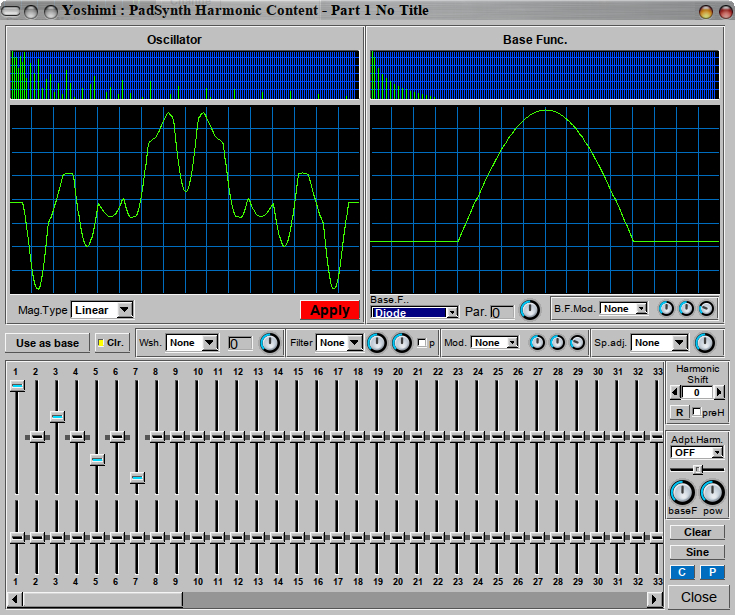 Yoshimi : PadSynth Harmonic Content - Part 1 No Title
Oscillator
Base Func.
Mag.Type Linear Apply
Base.F..
Diode Par. 0 B.F.Mod. None
Use as base Clr. Wsh. None 0 Filter None p Mod. None Sp.adj. None
1 2 3 4 5 6 7 8 9 10 11 12 13 14 15 16 17 18 19 20 21 22 23 24 25 26 27 28 29 30 31 32 33
Harmonic
Shift
0
R preH
Adpt.Harm.
OFF
r
baseF pow
Clear
Sine
C P
1 2 3 4 5 6 7 8 9 10 11 12 13 14 15 16 17 18 19 20 21 22 23 24 25 26 27 28 29 30 31 32 33
Close